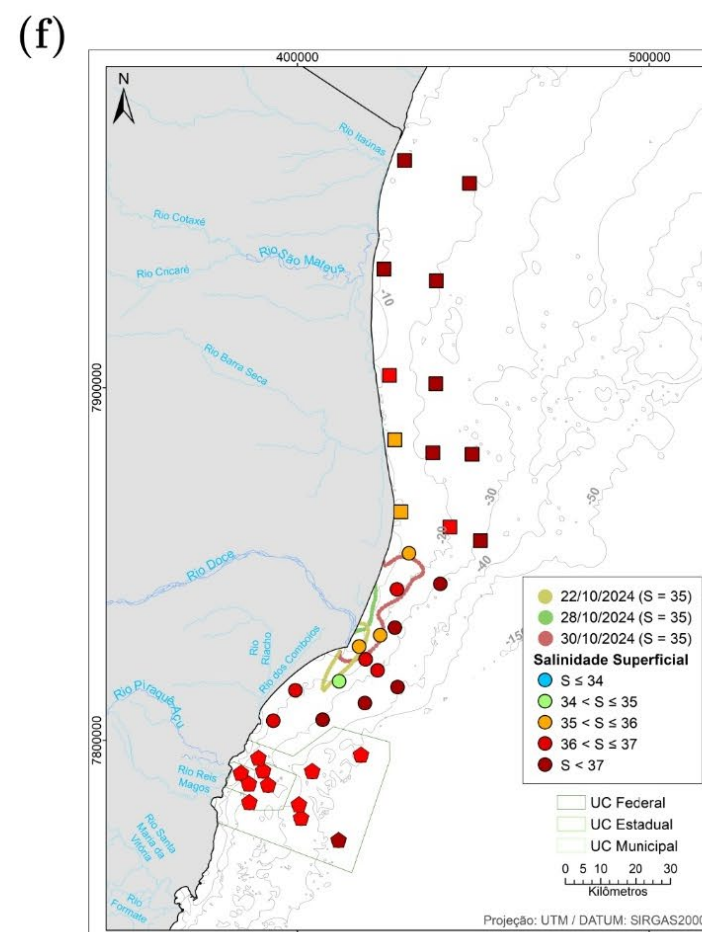 (f)
400000
500000
N
Rio Itaúnas
Rio Cotaxé
Rio São Mateus
Rio Cricaré
-10
Rio Barra Seca
7900000
-30
-50
-20
-40
Rio Doce
-150
Rio Riacho
Rio dos Comboios
Rio Piraquê Açu
7800000
Rio Reis
Magos
Rio Santa
Maria da
Vitória
Rio
Formate
22/10/2024 (S = 35)
28/10/2024 (S = 35)
30/10/2024 (S = 35)
Salinidade Superficial
S ≤ 34
34 < S ≤ 35
35 < S ≤ 36
36 < S ≤ 37
S < 37
UC Federal
UC Estadual
UC Municipal
0 5 10 20 30
Kilômetros
Projeção: UTM / DATUM: SIRGAS2000